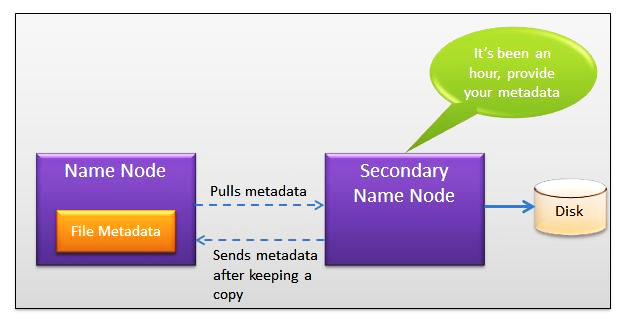 It's been an
hour, provide
your metadata
Name Node
File Metadata
Pulls metadata
Sends metadata
after keeping a
copy
Secondary
Name Node
Disk